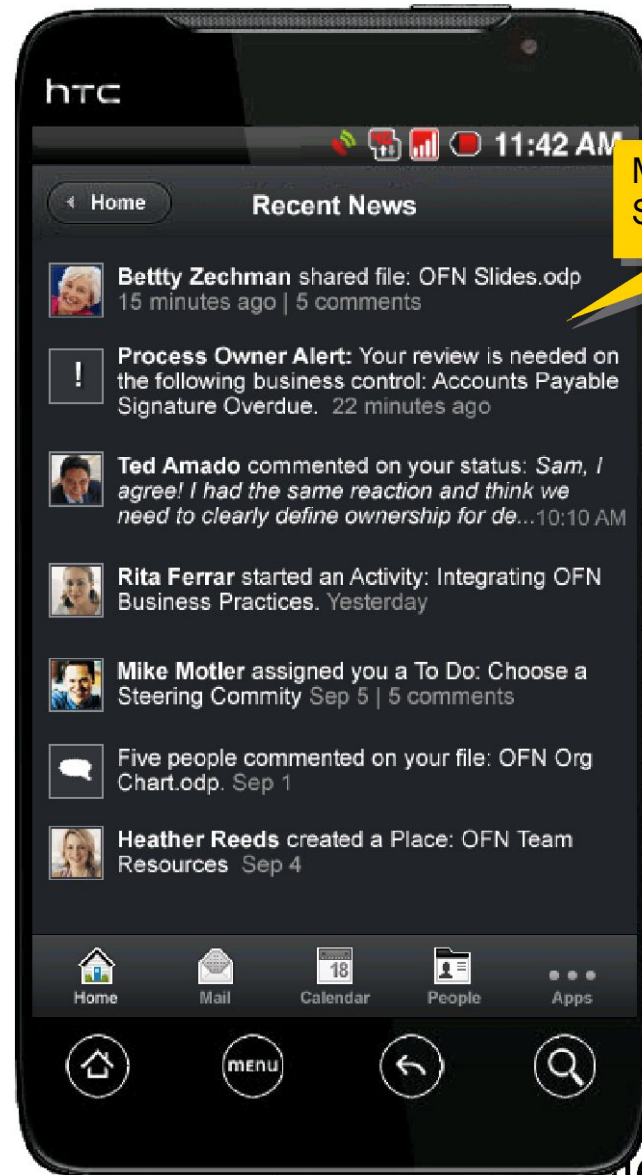 hTC
11:42 AM
Home
Recent News
Bettty Zechman shared file: OFN Slides.odp
15 minutes ago | 5 comments
! Process Owner Alert: Your review is needed on
the following business control: Accounts Payable
Signature Overdue. 22 minutes ago
Ted Amado commented on your status: Sam, I
agree! I had the same reaction and think we
need to clearly define ownership for de...10:10 AM
Rita Ferrar started an Activity: Integrating OFN
Business Practices. Yesterday
Mike Motler assigned you a To Do: Choose a
Steering Commity Sep 5 | 5 comments
Five people commented on your file: OFN Org
Chart.odp. Sep 1
Heather Reeds created a Place: OFN Team
Resources Sep 4
18
Home Mail Calendar People Apps
MENU